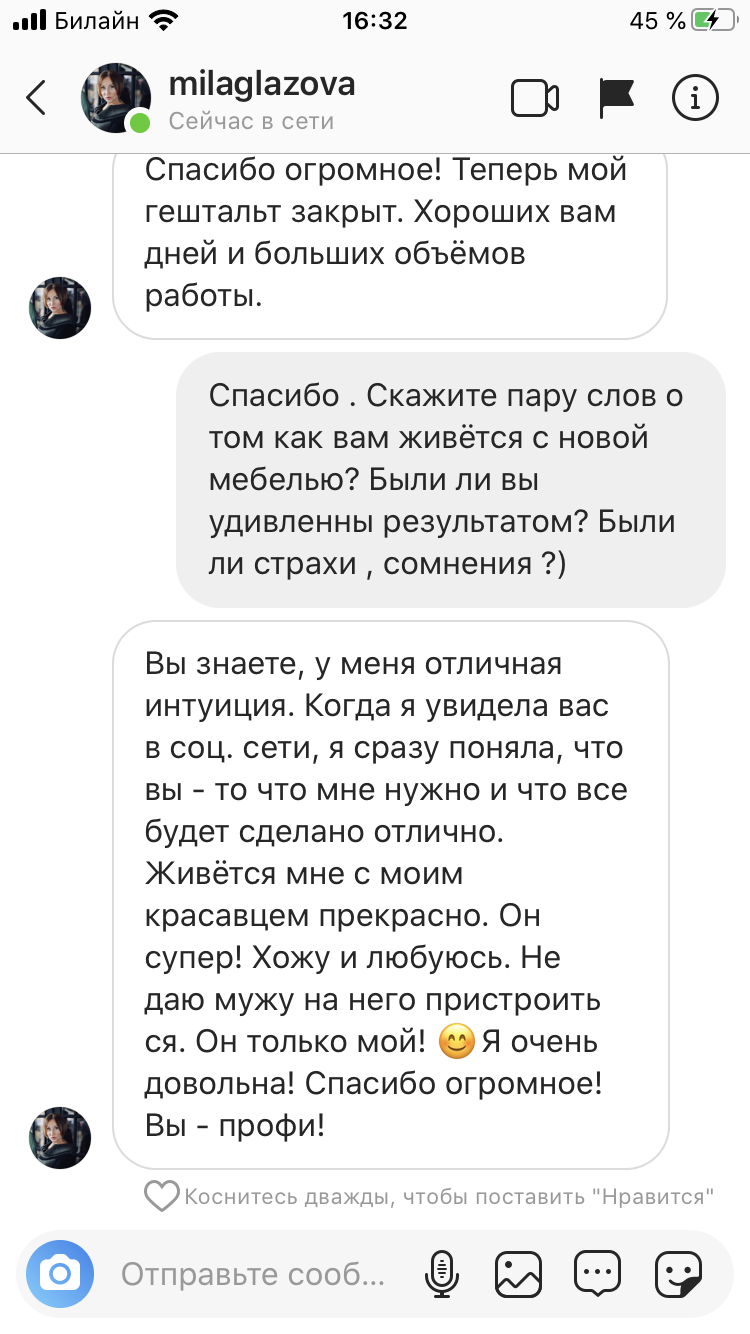 Билайн 16:32 45 %
milaglazova
Сейчас в сети
Спасибо огромное! Теперь мой
гештальт закрыт. Хороших вам
дней и больших объёмов
работы.
Спасибо . Скажите пару слов о
том как вам живётся с новой
мебелью? Были ли вы
удивленны результатом? Были
ли страхи , сомнения ?)
Вы знаете, у меня отличная
интуиция. Когда я увидела вас
в соц. сети, я сразу поняла, что
вы - то что мне нужно и что все
будет сделано отлично.
Живётся мне с моим
красавцем прекрасно. Он
супер! Хожу и любуюсь. Не
даю мужу на него пристроить
ся. Он только мой! 😊 Я очень
довольна! Спасибо огромное!
Вы - профи!
Коснитесь дважды, чтобы поставить "Нравится"
Отправьте сооб...